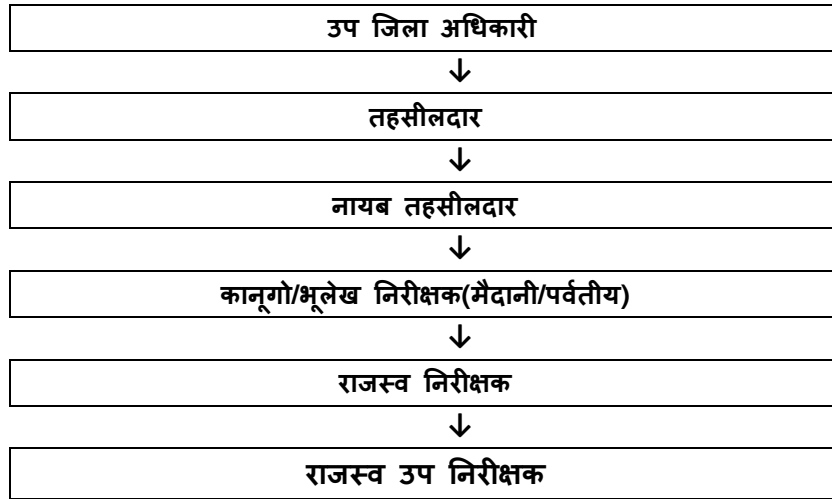 उप जिला अधिकारी
↓
तहसीलदार
↓
नायब तहसीलदार
↓
कानूगो/भूलेख निरीक्षक(मैदानी/पर्वतीय)
↓
राजस्व निरीक्षक
↓
राजस्व उप निरीक्षक